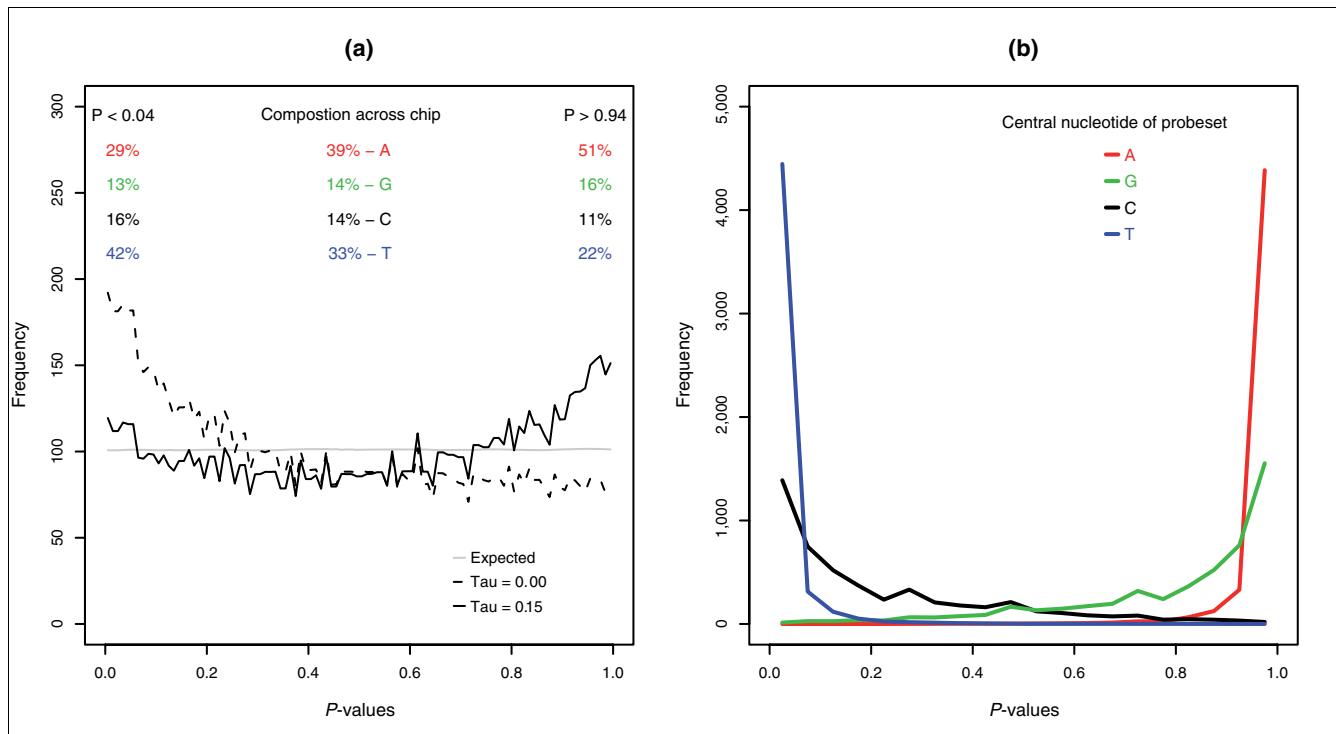 (a)
P < 0.04 Compostion across chip P > 0.94
29% 39% – A 51%
13% 14% – G 16%
16% 14% – C 11%
42% 33% – T 22%
Frequency
300
250
200
150
100
50
0
Expected
Tau = 0.00
Tau = 0.15
0.0 0.2 0.4 0.6 0.8 1.0
P-values
(b)
Central nucleotide of probeset
A
G
C
T
Frequency
5,000
4,000
3,000
2,000
1,000
0
0.0 0.2 0.4 0.6 0.8 1.0
P-values